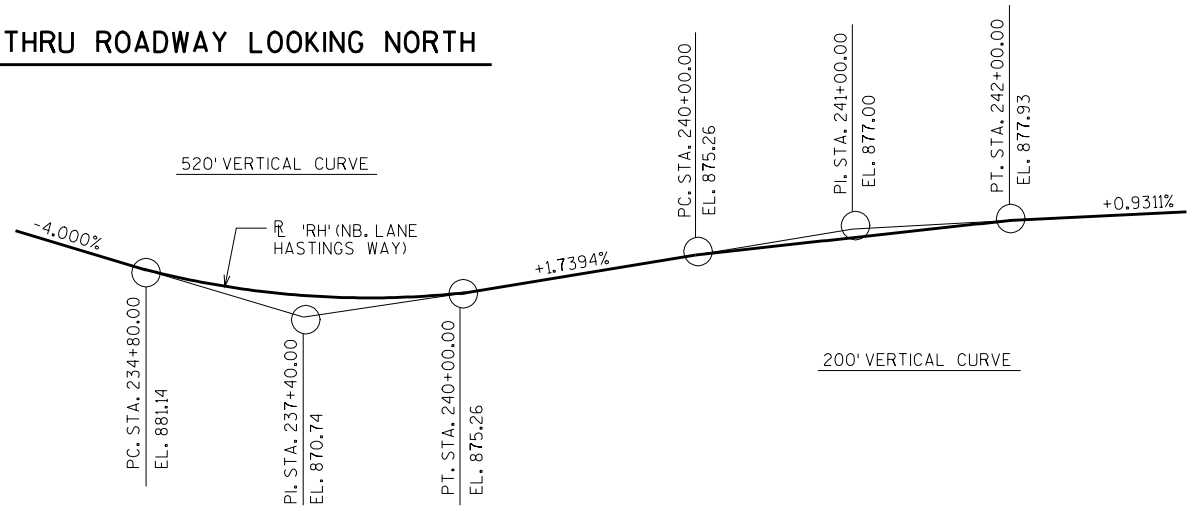 THRU ROADWAY LOOKING NORTH
520' VERTICAL CURVE
-4.000%
℞ 'RH' (NB. LANE
HASTINGS WAY)
PC. STA. 234+80.00
EL. 881.14
PI. STA. 237+40.00
EL. 870.74
PT. STA. 240+00.00
EL. 875.26
+1.7394%
PC. STA. 240+00.00
EL. 875.26
PI. STA. 241+00.00
EL. 877.00
PT. STA. 242+00.00
EL. 877.93
+0.9311%
200' VERTICAL CURVE